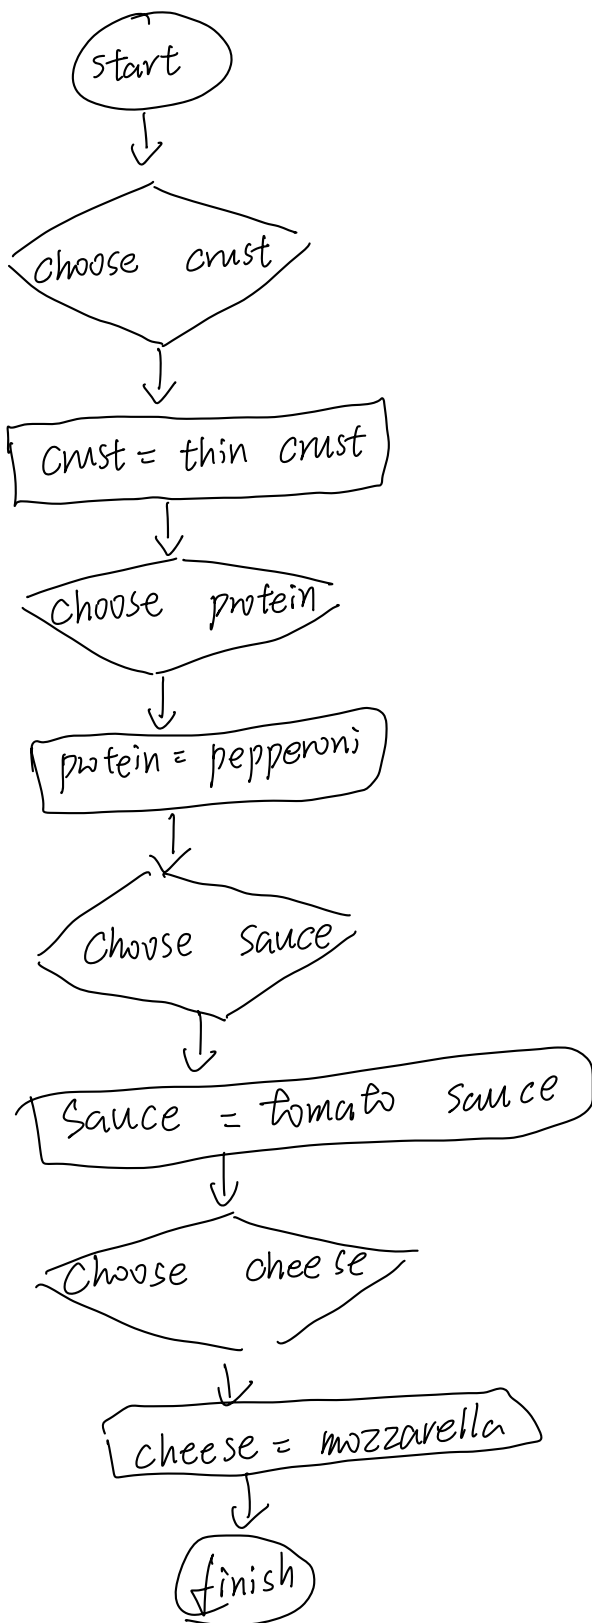 start
choose crust
crust = thin crust
choose protein
protein = pepperoni
choose sauce
sauce = tomato sauce
choose cheese
cheese = mozzarella
finish